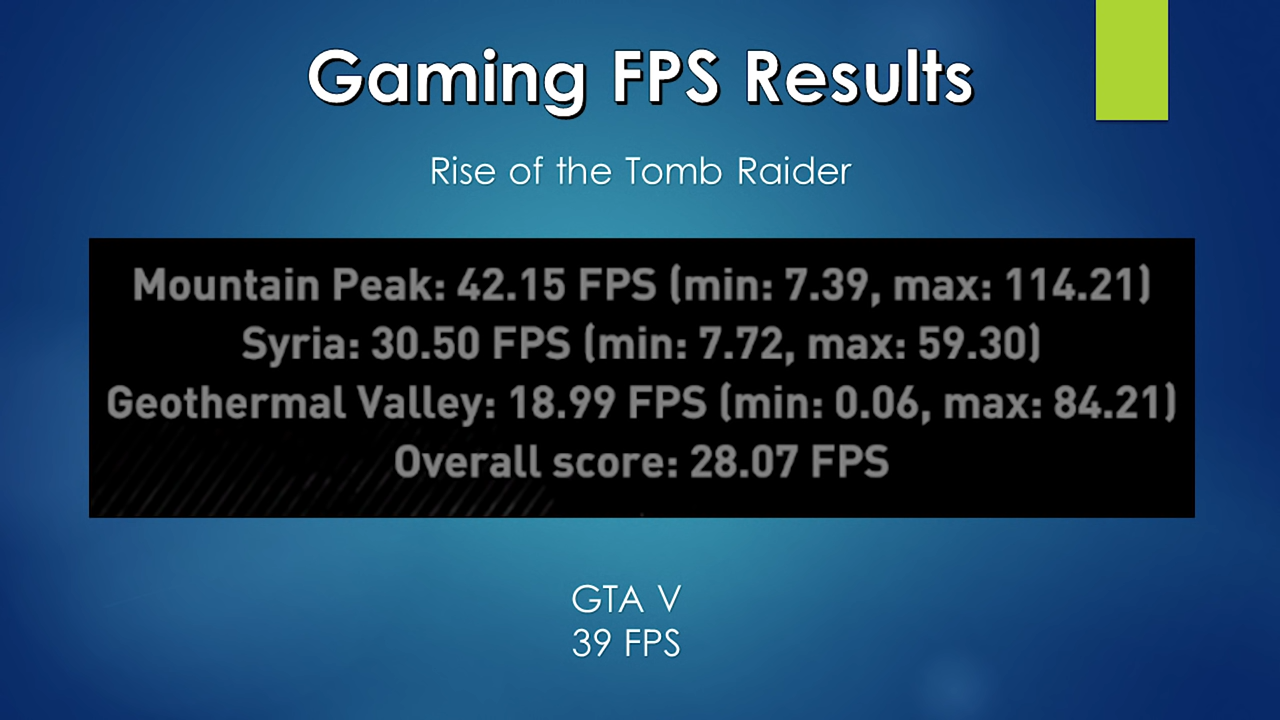 Gaming FPS Results
Rise of the Tomb Raider
Mountain Peak: 42.15 FPS (min: 7.39, max: 114.21)
Syria: 30.50 FPS (min: 7.72, max: 59.30)
Geothermal Valley: 18.99 FPS (min: 0.06, max: 84.21)
Overall score: 28.07 FPS
GTA V
39 FPS